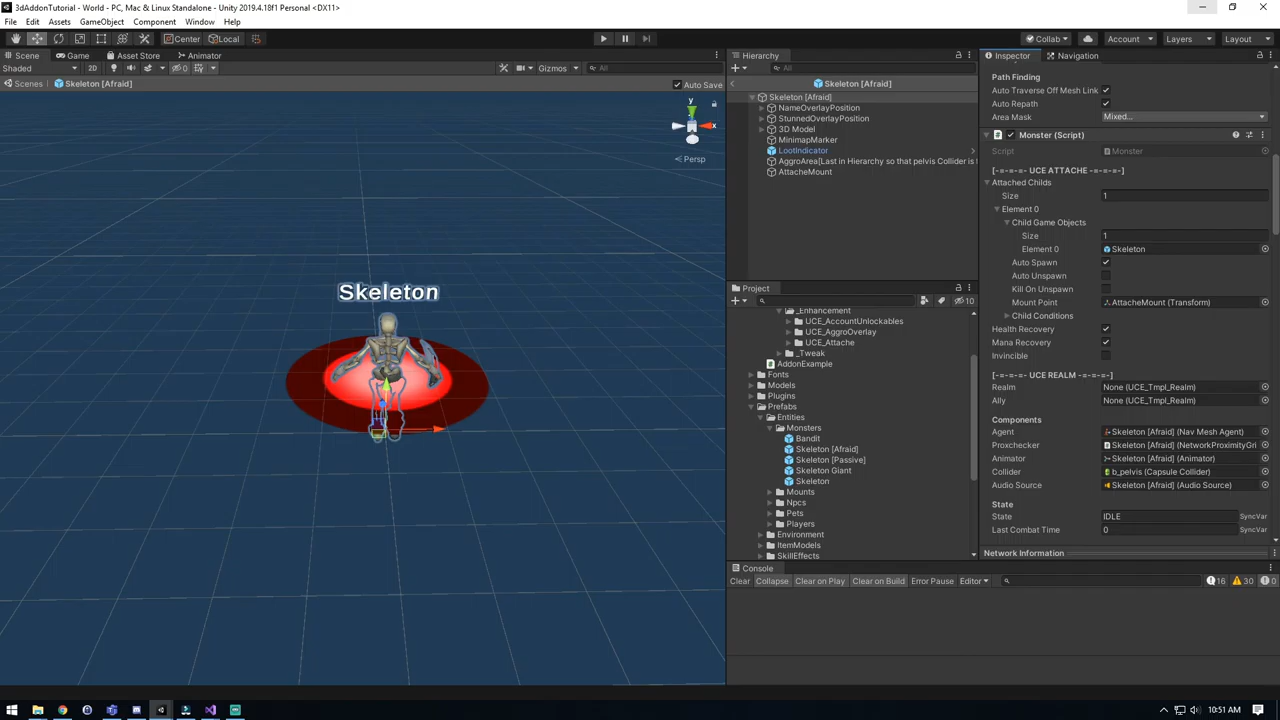 3dAddonTutorial - World - PC, Mac & Linux Standalone - Unity 2019.4.18f1 Personal <DX11>
File Edit Assets GameObject Component Window Help
Center Local Collab Account Layers Layout
Scene Game Asset Store Animator
Shaded 2D 0 Gizmos All
Scenes Skeleton [Afraid] Auto Save
y
x
Persp
Skeleton
Hierarchy
All
Skeleton [Afraid]
Skeleton [Afraid]
NameOverlayPosition
StunnedOverlayPosition
3D Model
MinimapMarker
LootIndicator
AggroArea[Last in Hierarchy so that pelvis Collider is
AttacheMount
Project
10
_Enhancement
UCE_AccountUnlockables
UCE_AggroOverlay
UCE_Attache
_Tweak
AddonExample
Fonts
Models
Plugins
Prefabs
Entities
Monsters
Bandit
Skeleton [Afraid]
Skeleton [Passive]
Skeleton Giant
Skeleton
Mounts
Npcs
Pets
Players
Environment
ItemModels
SkillEffects
Console
Clear Collapse Clear on Play Clear on Build Error Pause Editor 16 30 0
Inspector Navigation
Path Finding
Auto Traverse Off Mesh Link
Auto Repath
Area Mask Mixed...
Monster (Script)
Script Monster
[-=-=-=- UCE ATTACHE -=-=-=-]
Attached Childs
Size 1
Element 0
Child Game Objects
Size 1
Element 0 Skeleton
Auto Spawn
Auto Unspawn
Kill On Unspawn
Mount Point AttacheMount (Transform)
Child Conditions
Health Recovery
Mana Recovery
Invincible
[-=-=-=- UCE REALM -=-=-=-]
Realm None (UCE_Tmpl_Realm)
Ally None (UCE_Tmpl_Realm)
Components
Agent Skeleton [Afraid] (Nav Mesh Agent)
Proxchecker Skeleton [Afraid] (NetworkProximityGri
Animator Skeleton [Afraid] (Animator)
Collider b_pelvis (Capsule Collider)
Audio Source Skeleton [Afraid] (Audio Source)
State
State IDLE SyncVar
Last Combat Time 0 SyncVar
Network Information
10:51 AM